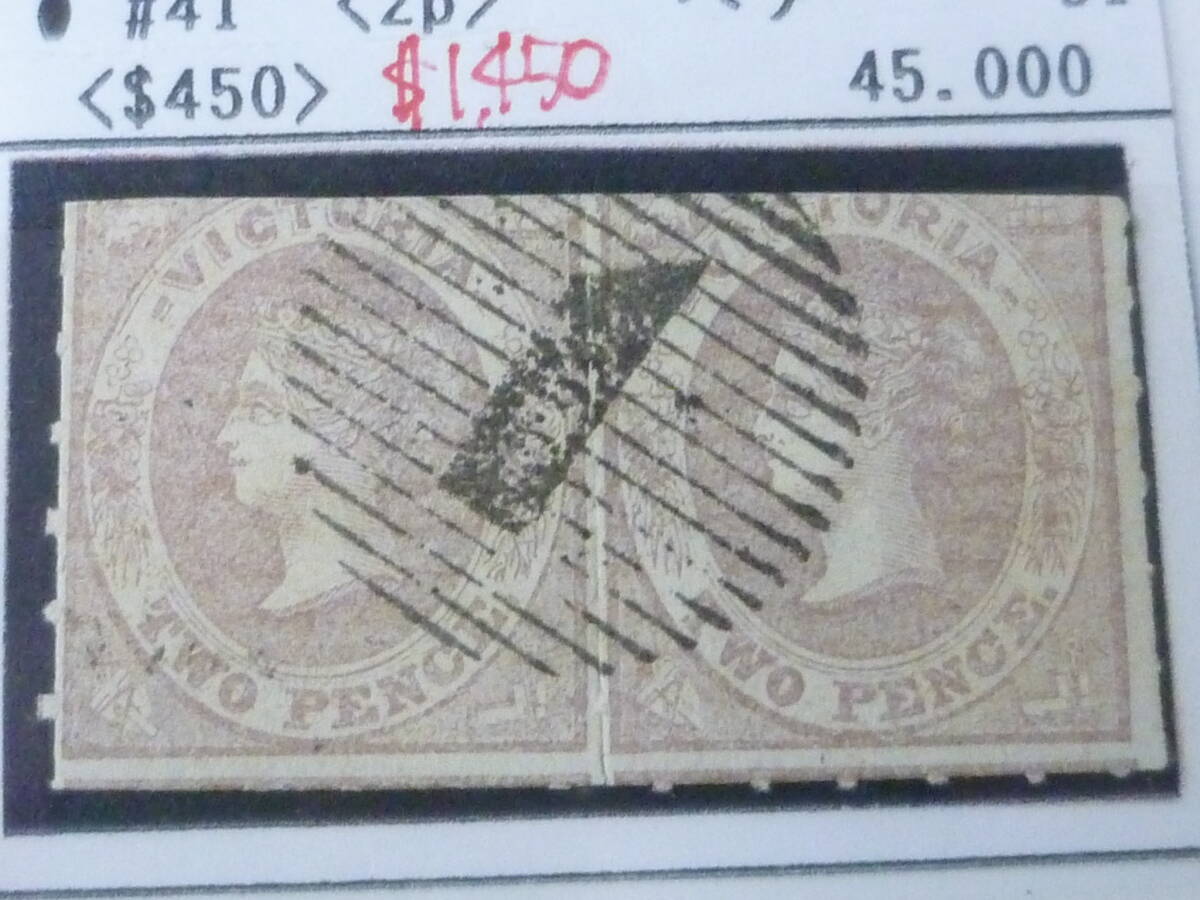 #41 <2p>
<$450> $1,450 45.000
VICTORIA VICTORIA
TWO PENCE TWO PENCE